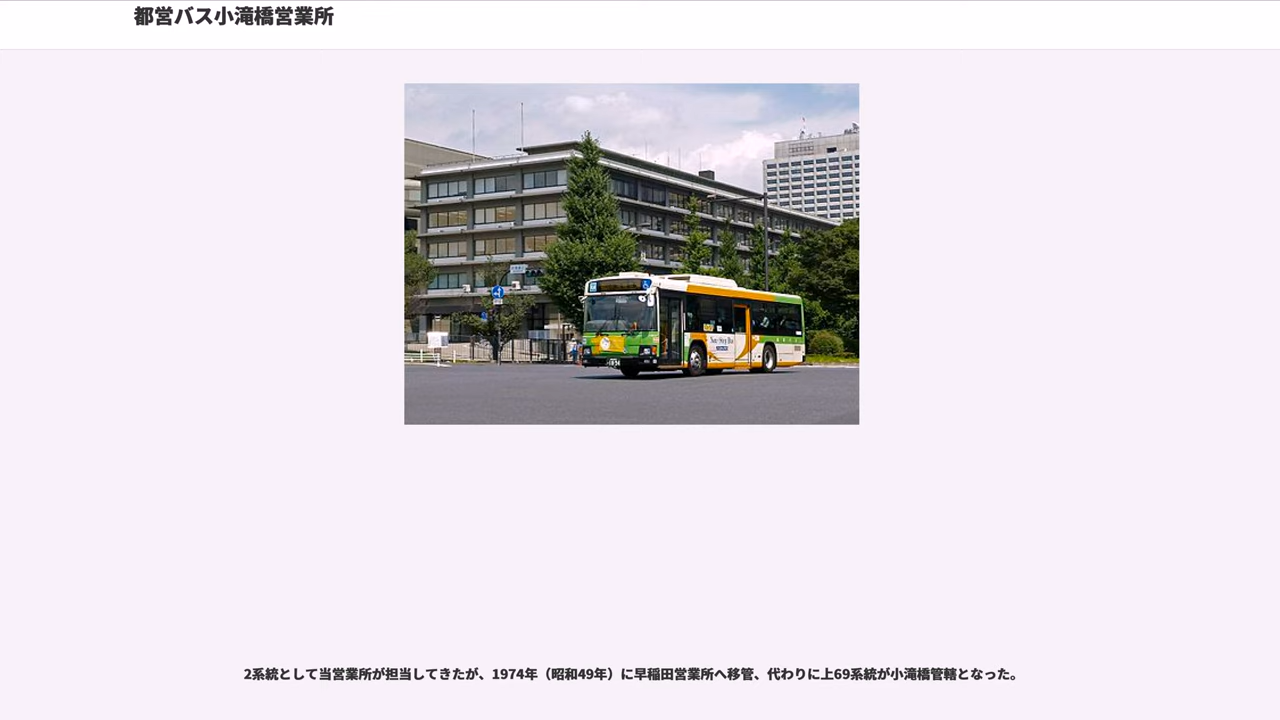 都営バス小滝橋営業所
Non-Step Bus
2系統として当営業所が担当してきたが、1974年（昭和49年）に早稲田営業所へ移管、代わりに上69系統が小滝橋管轄となった。